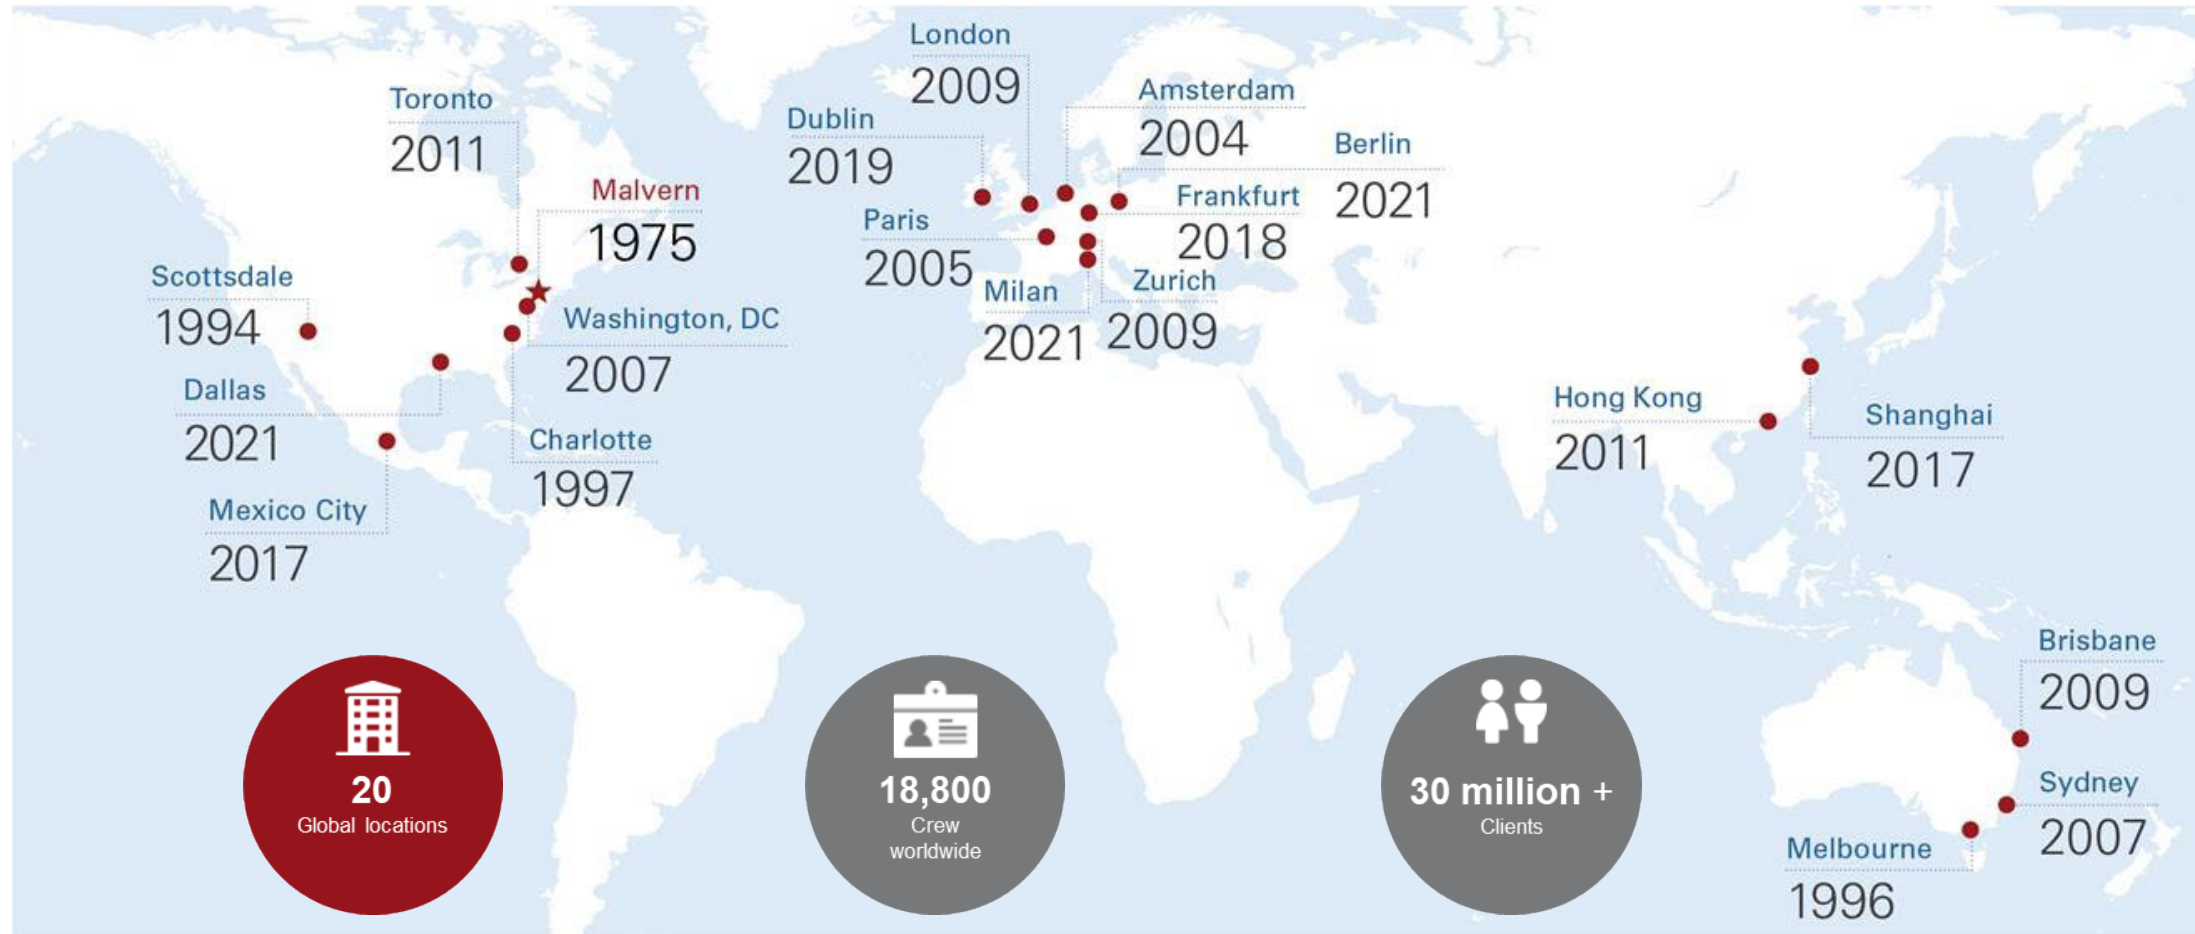 London
2009
Toronto
2011
Amsterdam
2004
Dublin
2019
Berlin
2021
Malvern
1975
Frankfurt
2018
Paris
2005
Scottsdale
1994
Milan
2021
Zurich
2009
Washington, DC
2007
Dallas
2021
Hong Kong
2011
Shanghai
2017
Charlotte
1997
Mexico City
2017
Brisbane
2009
Sydney
2007
Melbourne
1996
20
Global locations
18,800
Crew
worldwide
30 million +
Clients